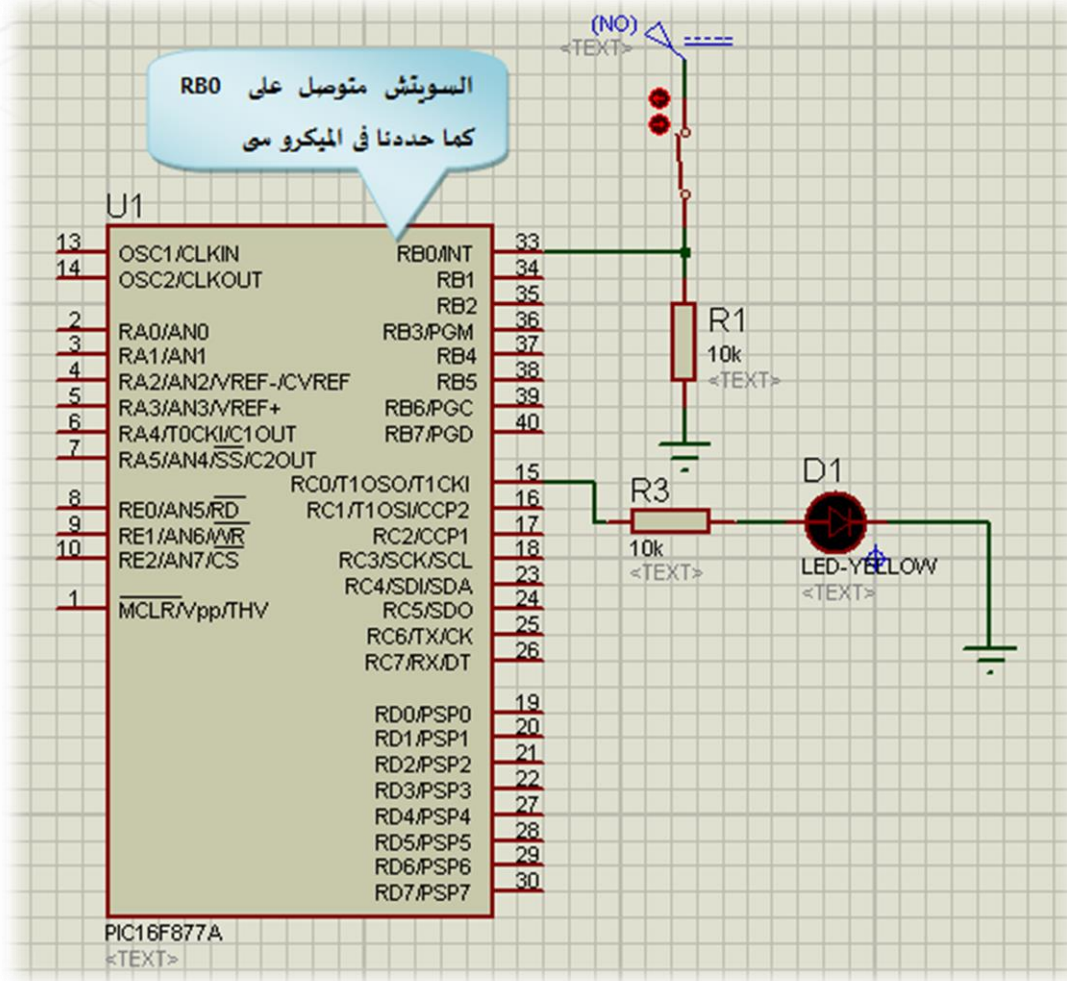 (NO)
<TEXT>
السويتش متوصل على RB0
كما حددنا فى الميكرو سى
U1
13 OSC1/CLKIN
14 OSC2/CLKOUT
2 RA0/AN0
3 RA1/AN1
4 RA2/AN2/VREF-/CVREF
5 RA3/AN3/VREF+
6 RA4/T0CKI/C1OUT
7 RA5/AN4/SS/C2OUT
8 RE0/AN5/RD
9 RE1/AN6/WR
10 RE2/AN7/CS
1 MCLR/Vpp/THV
RB0/INT 33
RB1 34
RB2 35
RB3/PGM 36
RB4 37
RB5 38
RB6/PGC 39
RB7/PGD 40
RC0/T1OSO/T1CKI 15
RC1/T1OSI/CCP2 16
RC2/CCP1 17
RC3/SCK/SCL 18
RC4/SDI/SDA 23
RC5/SDO 24
RC6/TX/CK 25
RC7/RX/DT 26
RD0/PSP0 19
RD1/PSP1 20
RD2/PSP2 21
RD3/PSP3 22
RD4/PSP4 27
RD5/PSP5 28
RD6/PSP6 29
RD7/PSP7 30
PIC16F877A
<TEXT>
R1
10k
<TEXT>
R3
10k
<TEXT>
D1
LED-YELLOW
<TEXT>